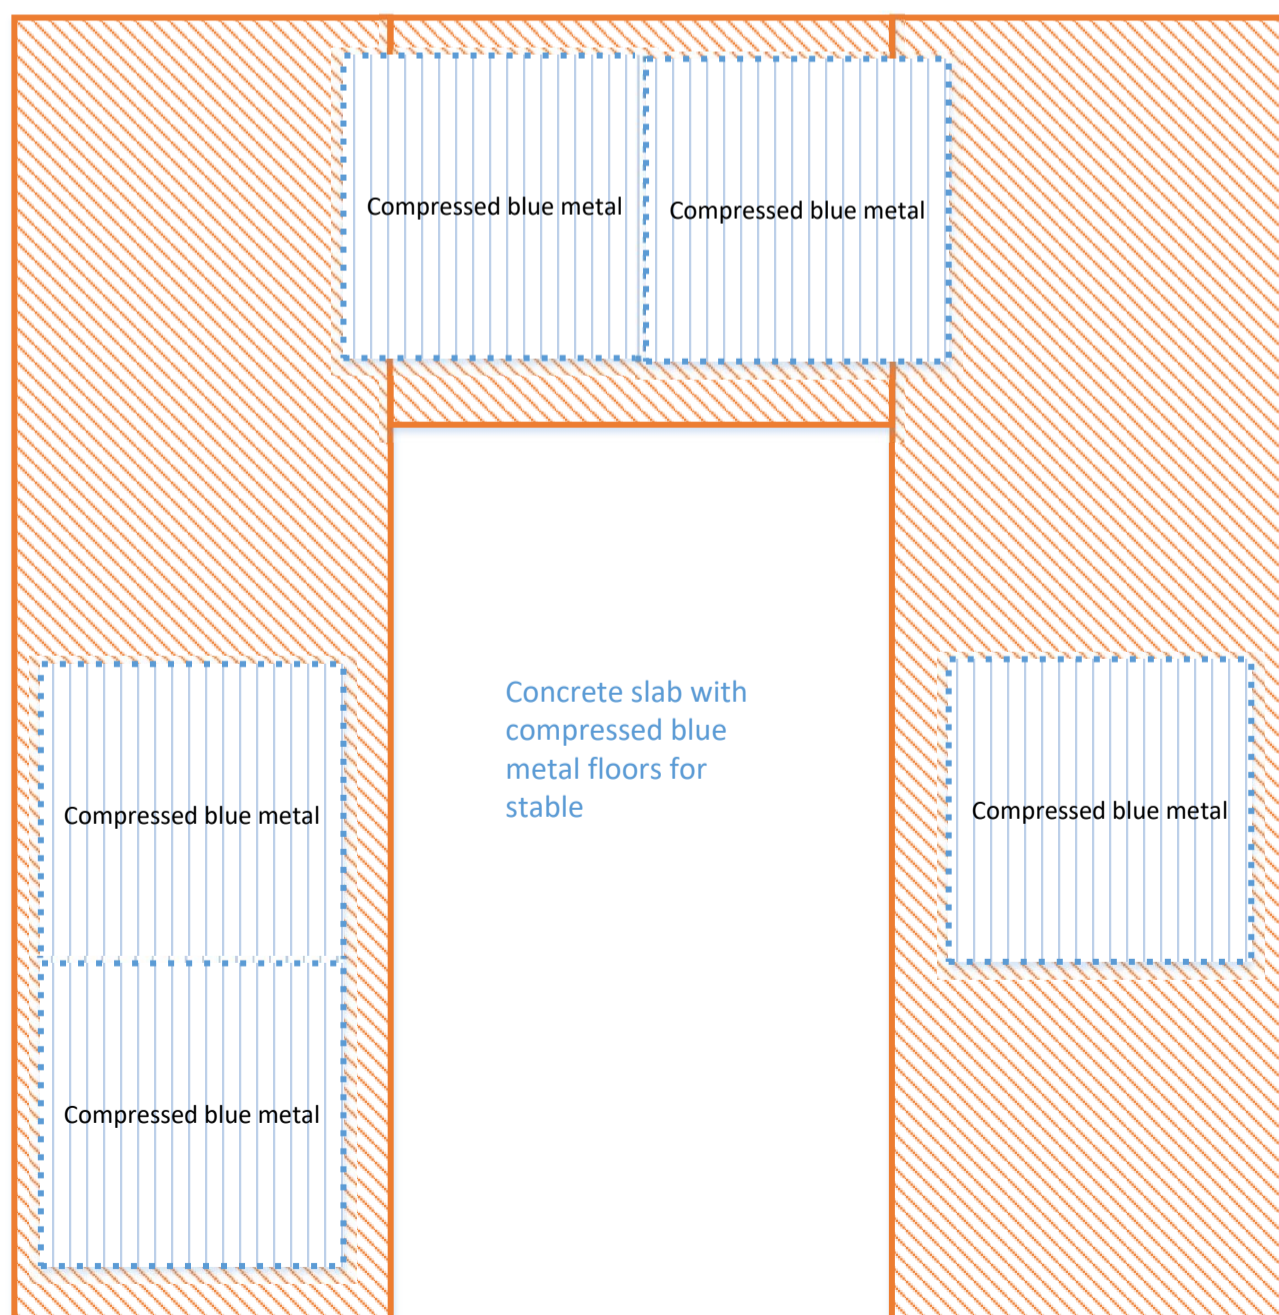 Compressed blue metal
Compressed blue metal
Concrete slab with
compressed blue
metal floors for
stable
Compressed blue metal
Compressed blue metal
Compressed blue metal